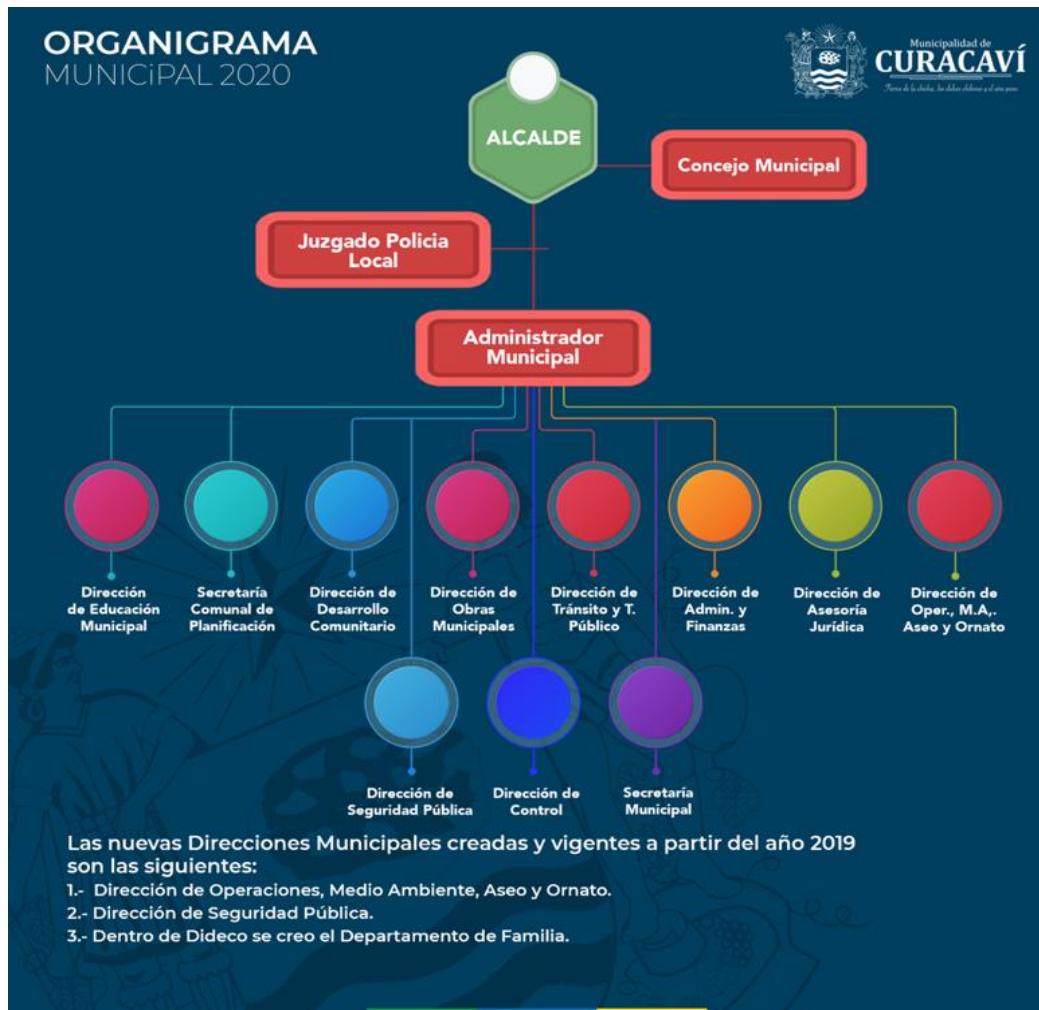 ORGANIGRAMA
MUNICiPAL 2020
Municipalidad de
CURACAVÍ
ALCALDE
Concejo Municipal
Juzgado Policia
Local
Administrador
Municipal
Dirección
de Educación
Municipal
Secretaría
Comunal de
Planificación
Dirección de
Desarrollo
Comunitario
Dirección de
Obras
Municipales
Dirección de
Tránsito y T.
Público
Dirección de
Admin. y
Finanzas
Dirección de
Asesoría
Jurídica
Dirección de
Oper., M.A,.
Aseo y Ornato
Dirección de
Seguridad Pública
Dirección de
Control
Secretaría
Municipal
Las nuevas Direcciones Municipales creadas y vigentes a partir del año 2019
son las siguientes:
1.- Dirección de Operaciones, Medio Ambiente, Aseo y Ornato.
2.- Dirección de Seguridad Pública.
3.- Dentro de Dideco se creo el Departamento de Familia.